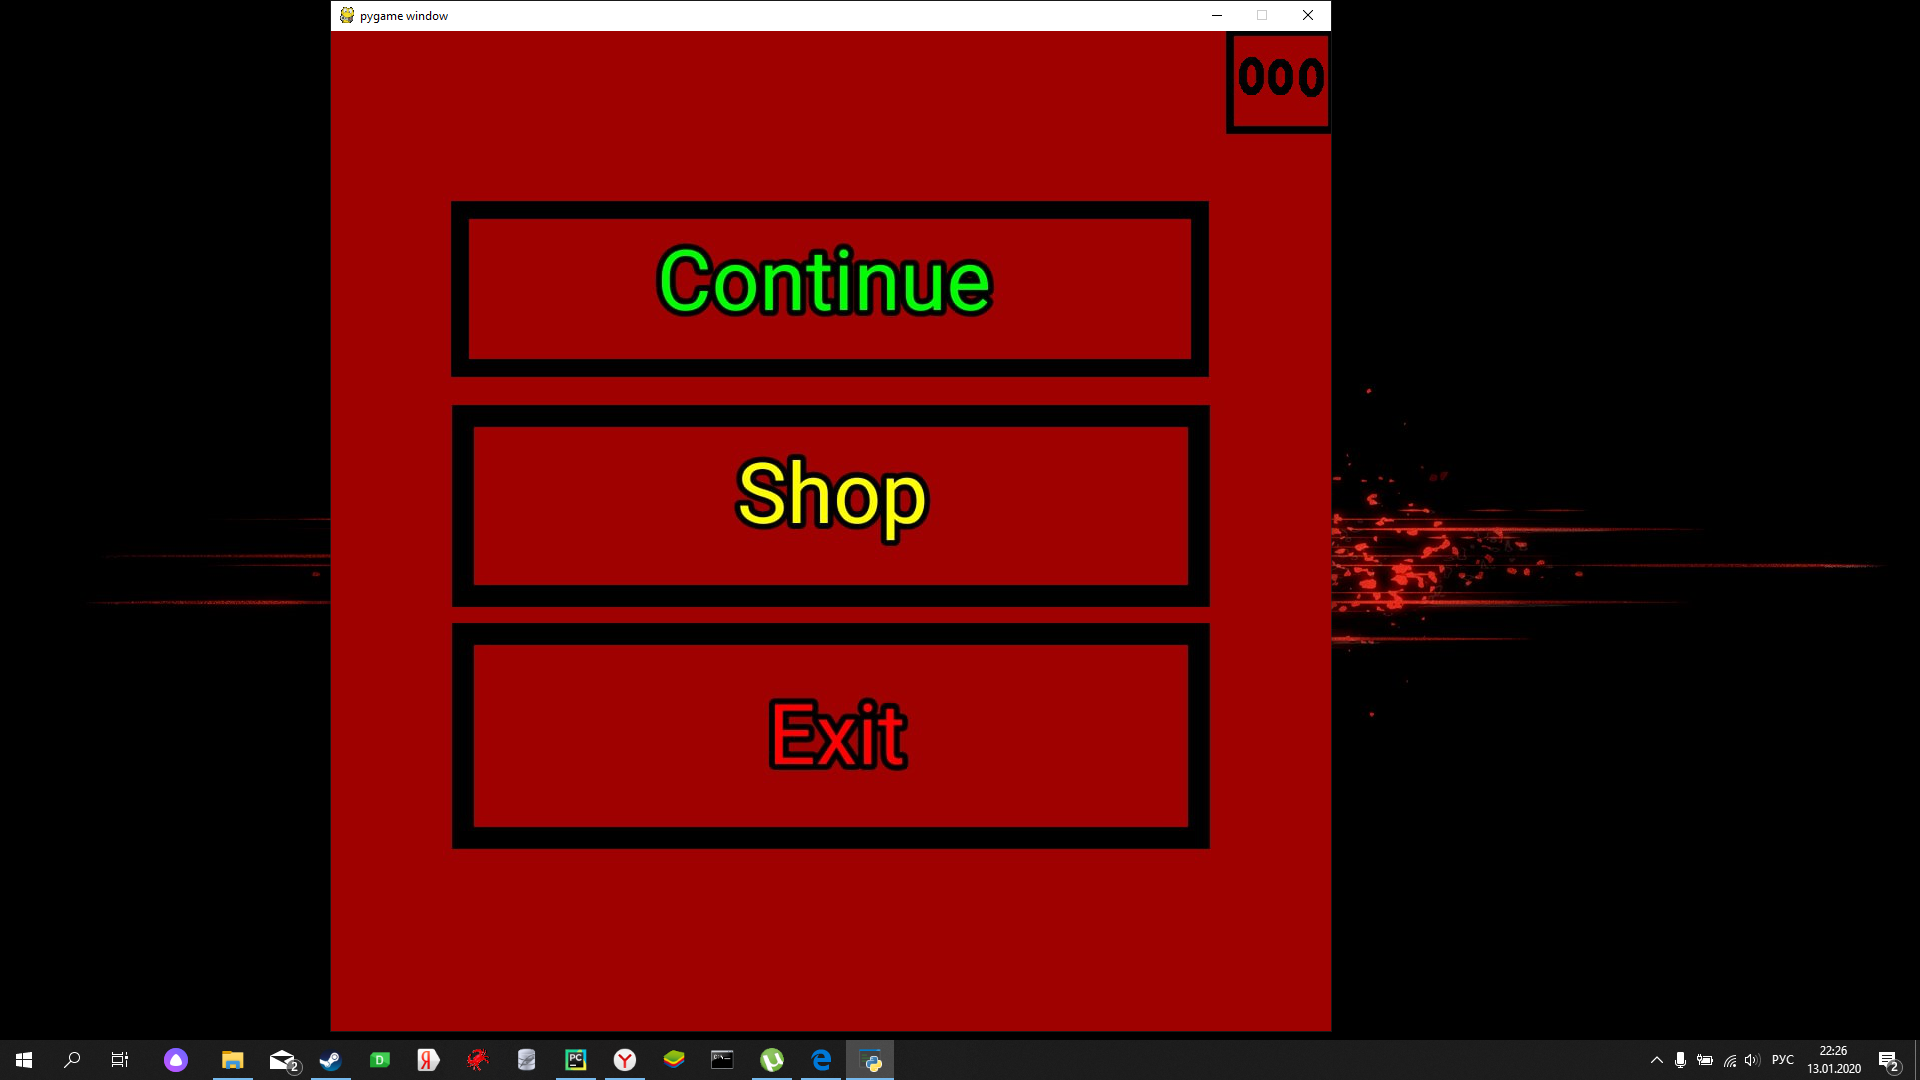 pygame window
000
Continue
Shop
Exit
2
D
Я
PC
Y
C:\.
РУС
22:26
13.01.2020
2